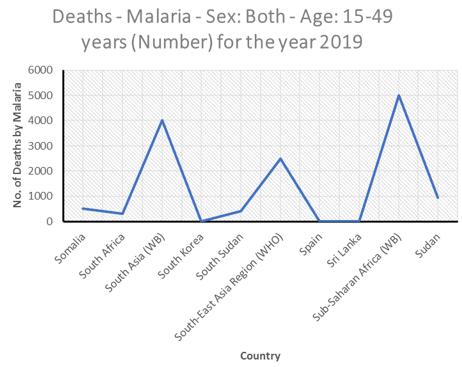 Deaths - Malaria - Sex: Both - Age: 15-49
years (Number) for the year 2019
6000
5000
4000
3000
2000
1000
0
No. of Deaths by Malaria
Somalia
South Africa
South Asia (WB)
South Korea
South Sudan
South-East Asia Region (WHO)
Spain
Sri Lanka
Sub-Saharan Africa (WB)
Sudan
Country